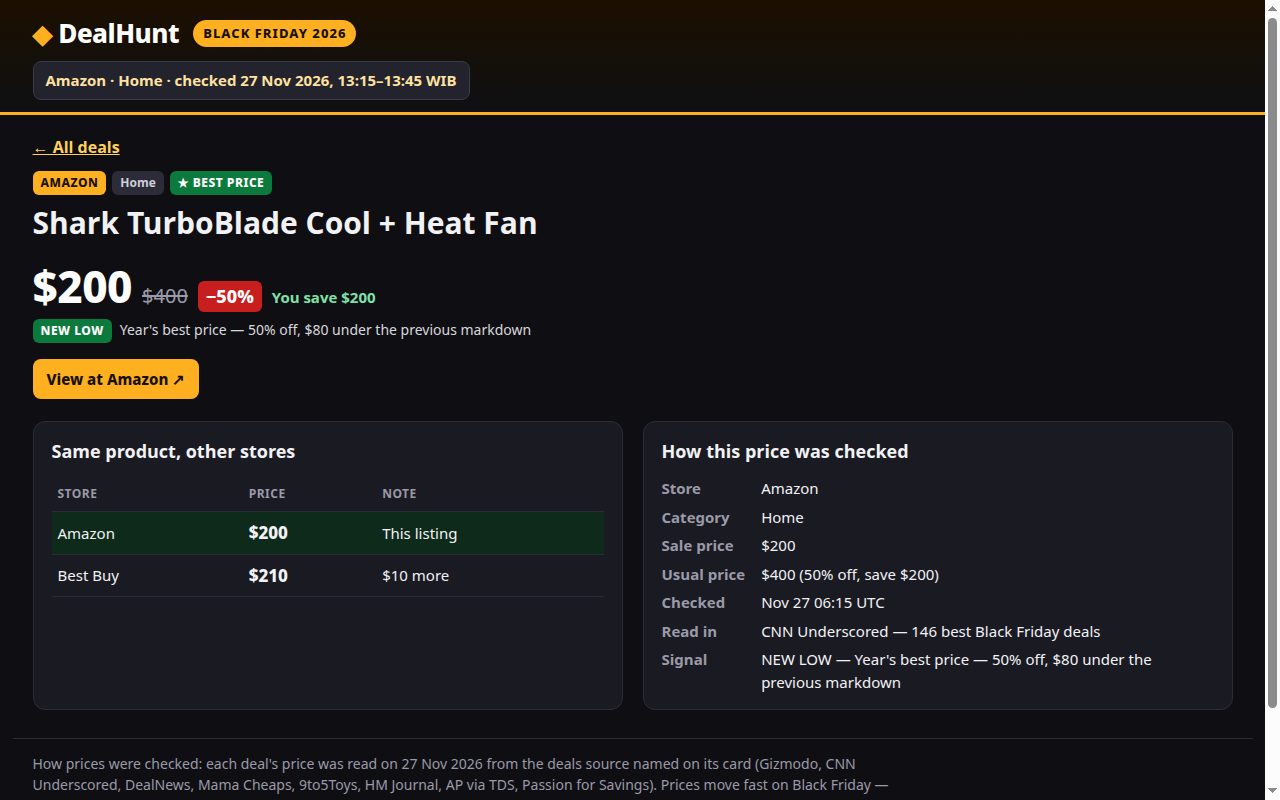 ◆ DealHunt BLACK FRIDAY 2026
Amazon · Home · checked 27 Nov 2026, 13:15–13:45 WIB
← All deals
AMAZON Home ★ BEST PRICE
Shark TurboBlade Cool + Heat Fan
$200 $400 −50% You save $200
NEW LOW Year's best price — 50% off, $80 under the previous markdown
View at Amazon ↗
Same product, other stores
STORE PRICE NOTE
Amazon $200 This listing
Best Buy $210 $10 more
How this price was checked
Store Amazon
Category Home
Sale price $200
Usual price $400 (50% off, save $200)
Checked Nov 27 06:15 UTC
Read in CNN Underscored — 146 best Black Friday deals
Signal NEW LOW — Year's best price — 50% off, $80 under the
previous markdown
How prices were checked: each deal's price was read on 27 Nov 2026 from the deals source named on its card (Gizmodo, CNN
Underscored, DealNews, Mama Cheaps, 9to5Toys, HM Journal, AP via TDS, Passion for Savings). Prices move fast on Black Friday —